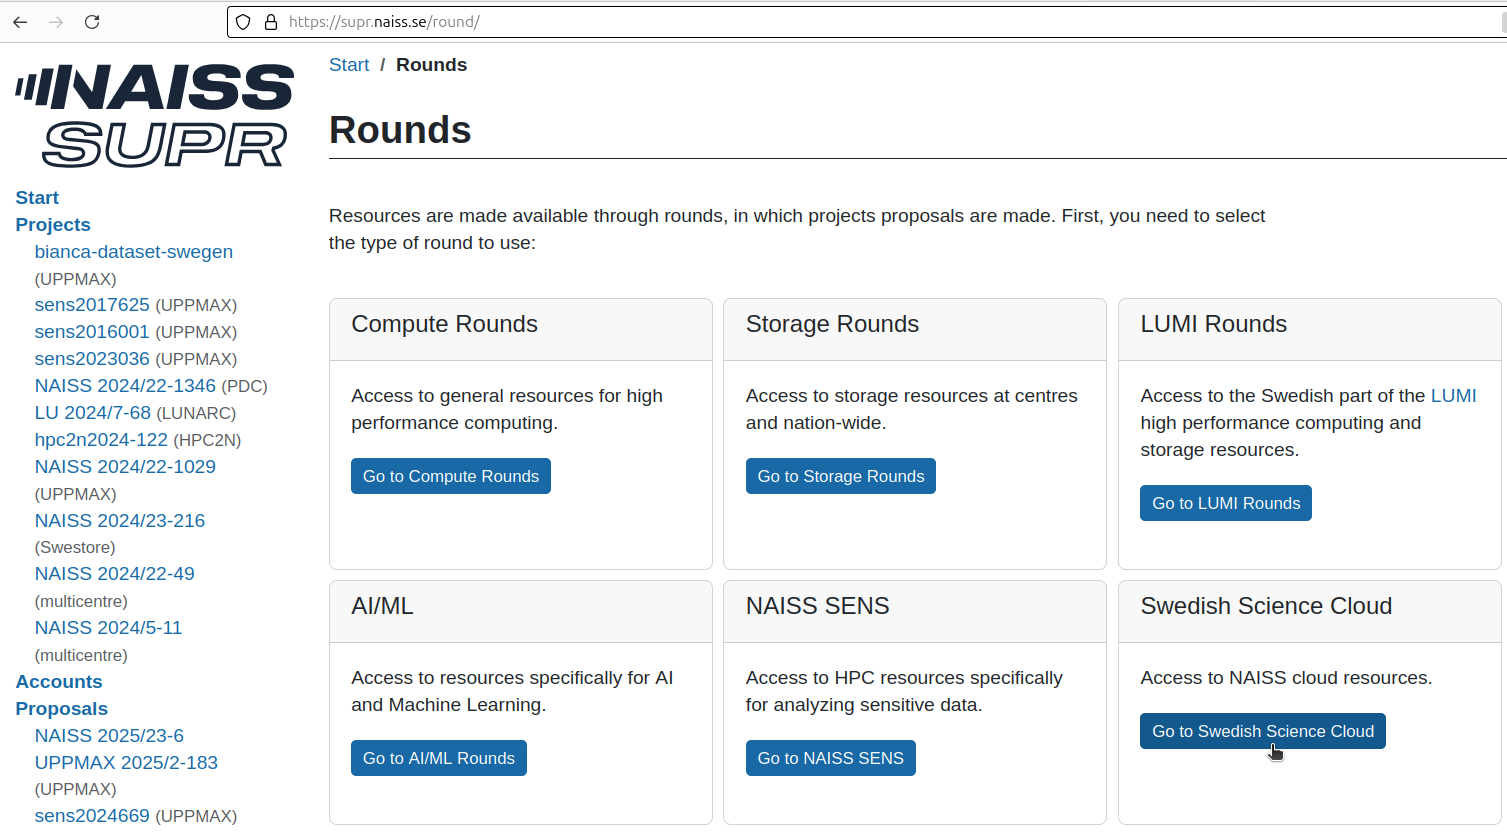 https://supr.naiss.se/round/
NAISS
SUPR
Start
Projects
bianca-dataset-swegen
(UPPMAX)
sens2017625 (UPPMAX)
sens2016001 (UPPMAX)
sens2023036 (UPPMAX)
NAISS 2024/22-1346 (PDC)
LU 2024/7-68 (LUNARC)
hpc2n2024-122 (HPC2N)
NAISS 2024/22-1029
(UPPMAX)
NAISS 2024/23-216
(Swestore)
NAISS 2024/22-49
(multicentre)
NAISS 2024/5-11
(multicentre)
Accounts
Proposals
NAISS 2025/23-6
UPPMAX 2025/2-183
(UPPMAX)
sens2024669 (UPPMAX)
Start / Rounds
Rounds
Resources are made available through rounds, in which projects proposals are made. First, you need to select
the type of round to use:
Compute Rounds
Access to general resources for high
performance computing.
Go to Compute Rounds
Storage Rounds
Access to storage resources at centres
and nation-wide.
Go to Storage Rounds
LUMI Rounds
Access to the Swedish part of the LUMI
high performance computing and
storage resources.
Go to LUMI Rounds
AI/ML
Access to resources specifically for AI
and Machine Learning.
Go to AI/ML Rounds
NAISS SENS
Access to HPC resources specifically
for analyzing sensitive data.
Go to NAISS SENS
Swedish Science Cloud
Access to NAISS cloud resources.
Go to Swedish Science Cloud